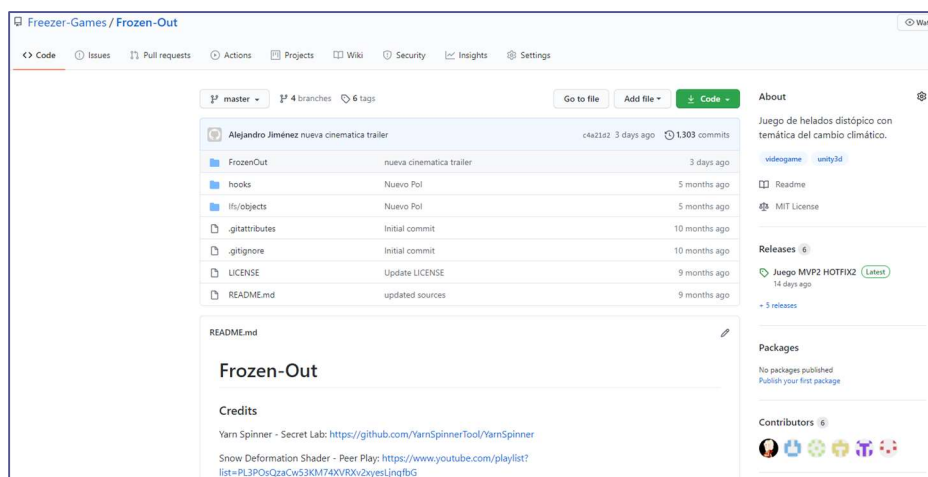 Freezer-Games / Frozen-Out
Wat
Code Issues Pull requests Actions Projects Wiki Security Insights Settings
master 4 branches 6 tags Go to file Add file Code
Alejandro Jiménez nueva cinematica trailer c4a21d2 3 days ago 1,303 commits
FrozenOut nueva cinematica trailer 3 days ago
hooks Nuevo Pol 5 months ago
lfs/objects Nuevo Pol 5 months ago
.gitattributes Initial commit 10 months ago
.gitignore Initial commit 10 months ago
LICENSE Update LICENSE 9 months ago
README.md updated sources 9 months ago
README.md
Frozen-Out
Credits
Yarn Spinner - Secret Lab: https://github.com/YarnSpinnerTool/YarnSpinner
Snow Deformation Shader - Peer Play: https://www.youtube.com/playlist?
list=PL3POsQzaCw53KM74XVRXv2xyesLjngfbG
About
Juego de helados distópico con
temática del cambio climático.
videogame unity3d
Readme
MIT License
Releases 6
Juego MVP2 HOTFIX2 Latest
14 days ago
+ 5 releases
Packages
No packages published
Publish your first package
Contributors 6